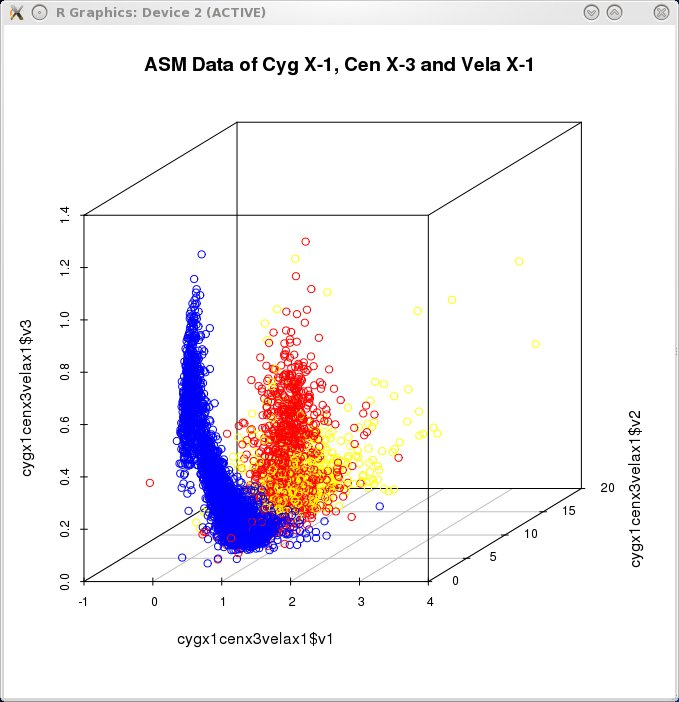 R Graphics: Device 2 (ACTIVE)
ASM Data of Cyg X-1, Cen X-3 and Vela X-1
cygx1cenx3velax1$v3
0.0 0.2 0.4 0.6 0.8 1.0 1.2 1.4
-1 0 1 2 3 4
cygx1cenx3velax1$v1
0 5 10 15 20
cygx1cenx3velax1$v2